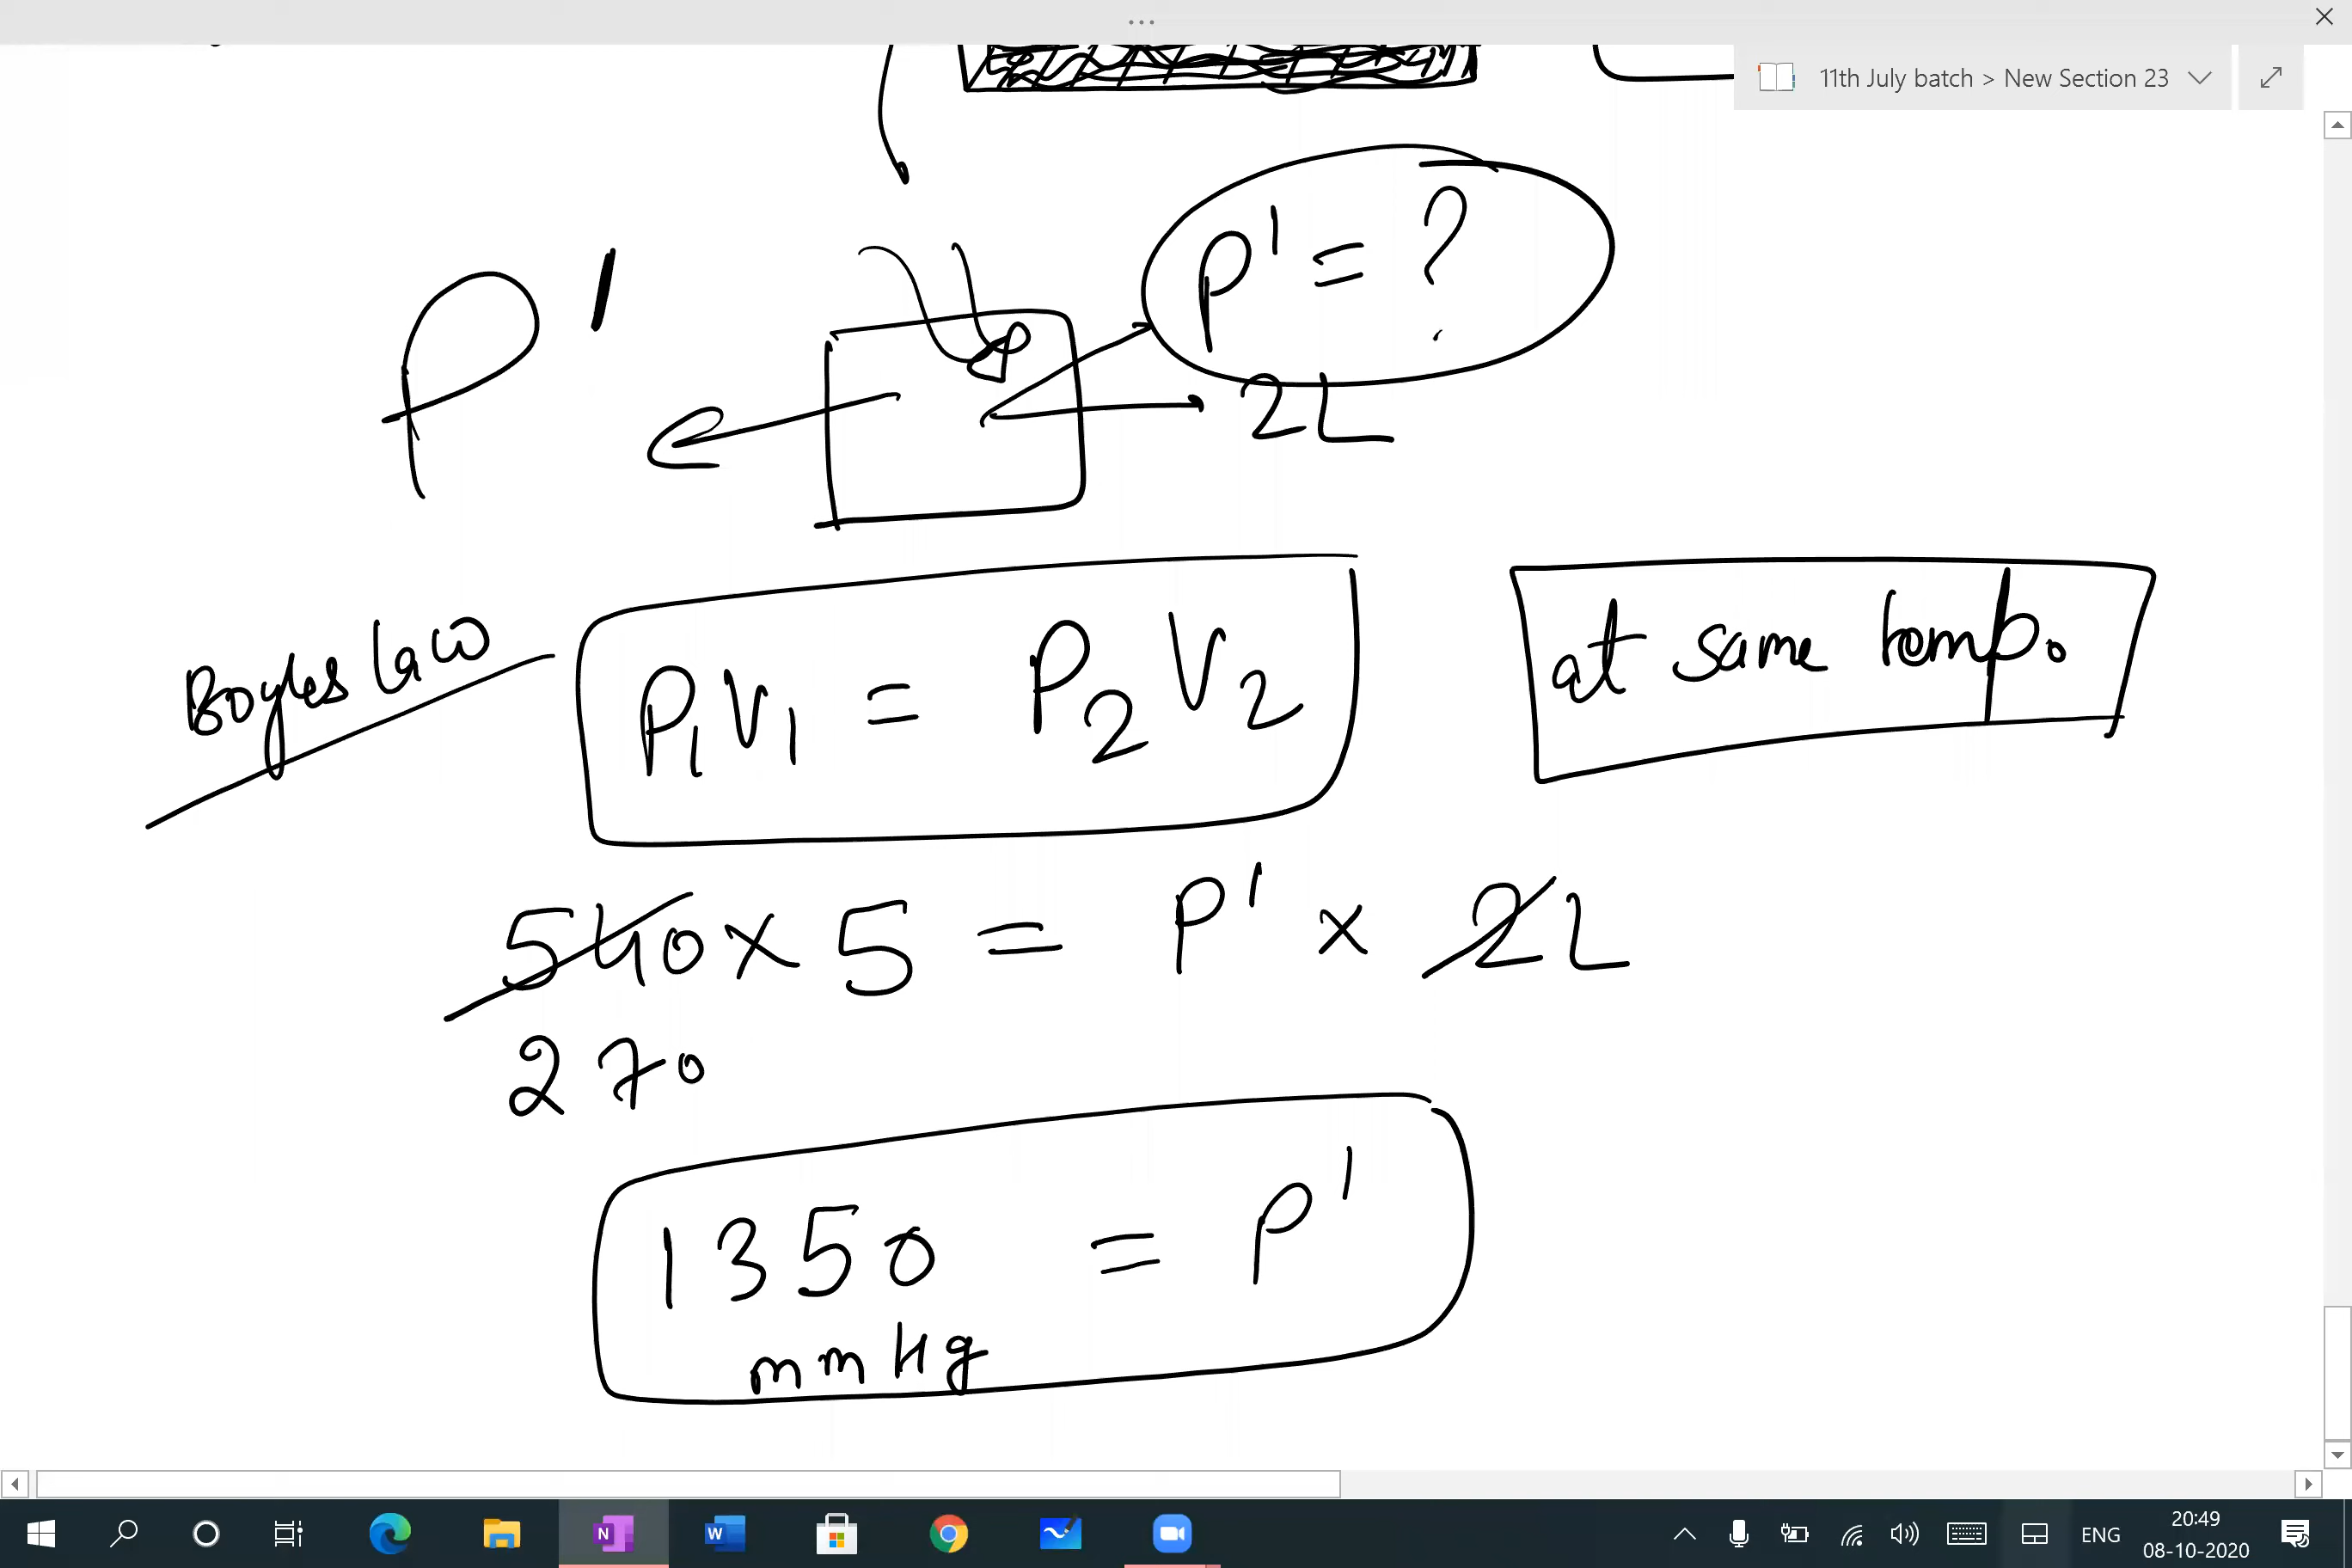 ...
11th July batch > New Section 23
P' = ?
P'
2L
Boyles law
P1V1 = P2V2
at same temp.
540 x 5 = P' x 2L
270
1350 = P'
mmHg
ENG
20:49
08-10-2020